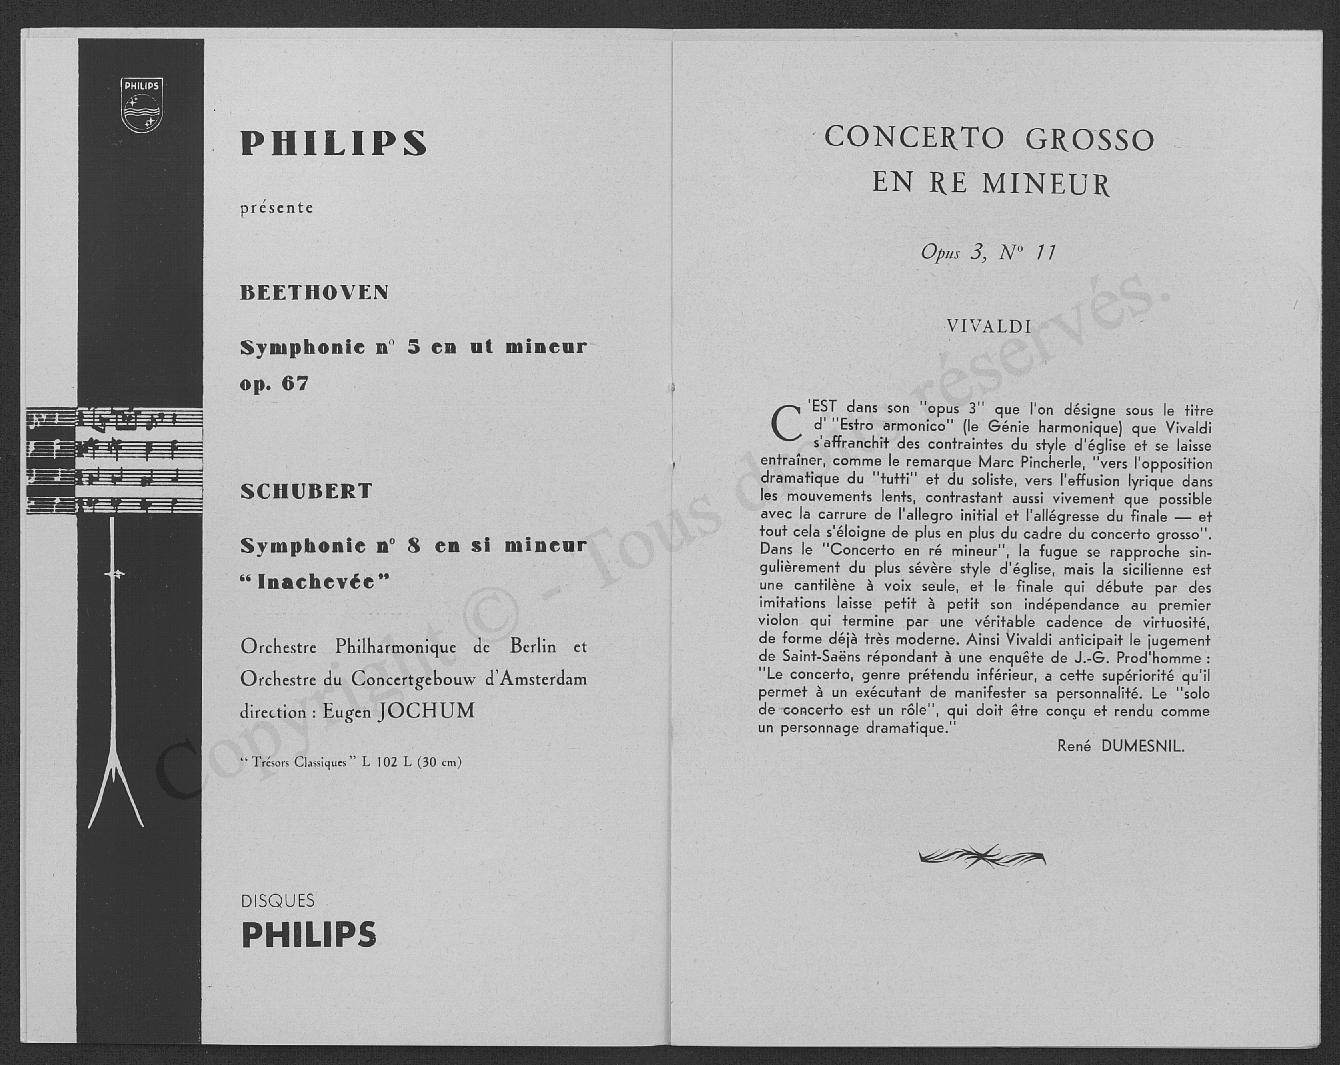 PHILIPS
PHILIPS
présente
BEETHOVEN
Symphonie n° 5 en ut mineur
op. 67
SCHUBERT
Symphonie n° 8 en si mineur
“Inachevée”
Orchestre Philharmonique de Berlin et
Orchestre du Concertgebouw d'Amsterdam
direction : Eugen JOCHUM
“Trésors Classiques” L 102 L (30 cm)
DISQUES
PHILIPS
CONCERTO GROSSO
EN RE MINEUR
Opus 3, N° 11
VIVALDI
C'EST dans son "opus 3" que l'on désigne sous le titre
d' "Estro armonico" (le Génie harmonique) que Vivaldi
s'affranchit des contraintes du style d'église et se laisse
entraîner, comme le remarque Marc Pincherle, "vers l'opposition
dramatique du "tutti" et du soliste, vers l'effusion lyrique dans
les mouvements lents, contrastant aussi vivement que possible
avec la carrure de l'allegro initial et l'allégresse du finale — et
tout cela s'éloigne de plus en plus du cadre du concerto grosso".
Dans le "Concerto en ré mineur", la fugue se rapproche sin-
gulièrement du plus sévère style d'église, mais la sicilienne est
une cantilène à voix seule, et le finale qui débute par des
imitations laisse petit à petit son indépendance au premier
violon qui termine par une véritable cadence de virtuosité,
de forme déjà très moderne. Ainsi Vivaldi anticipait le jugement
de Saint-Saëns répondant à une enquête de J.-G. Prod'homme :
"Le concerto, genre prétendu inférieur, a cette supériorité qu'il
permet à un exécutant de manifester sa personnalité. Le "solo
de concerto est un rôle", qui doit être conçu et rendu comme
un personnage dramatique."
René DUMESNIL.
Copyright © - Tous droits réservés.